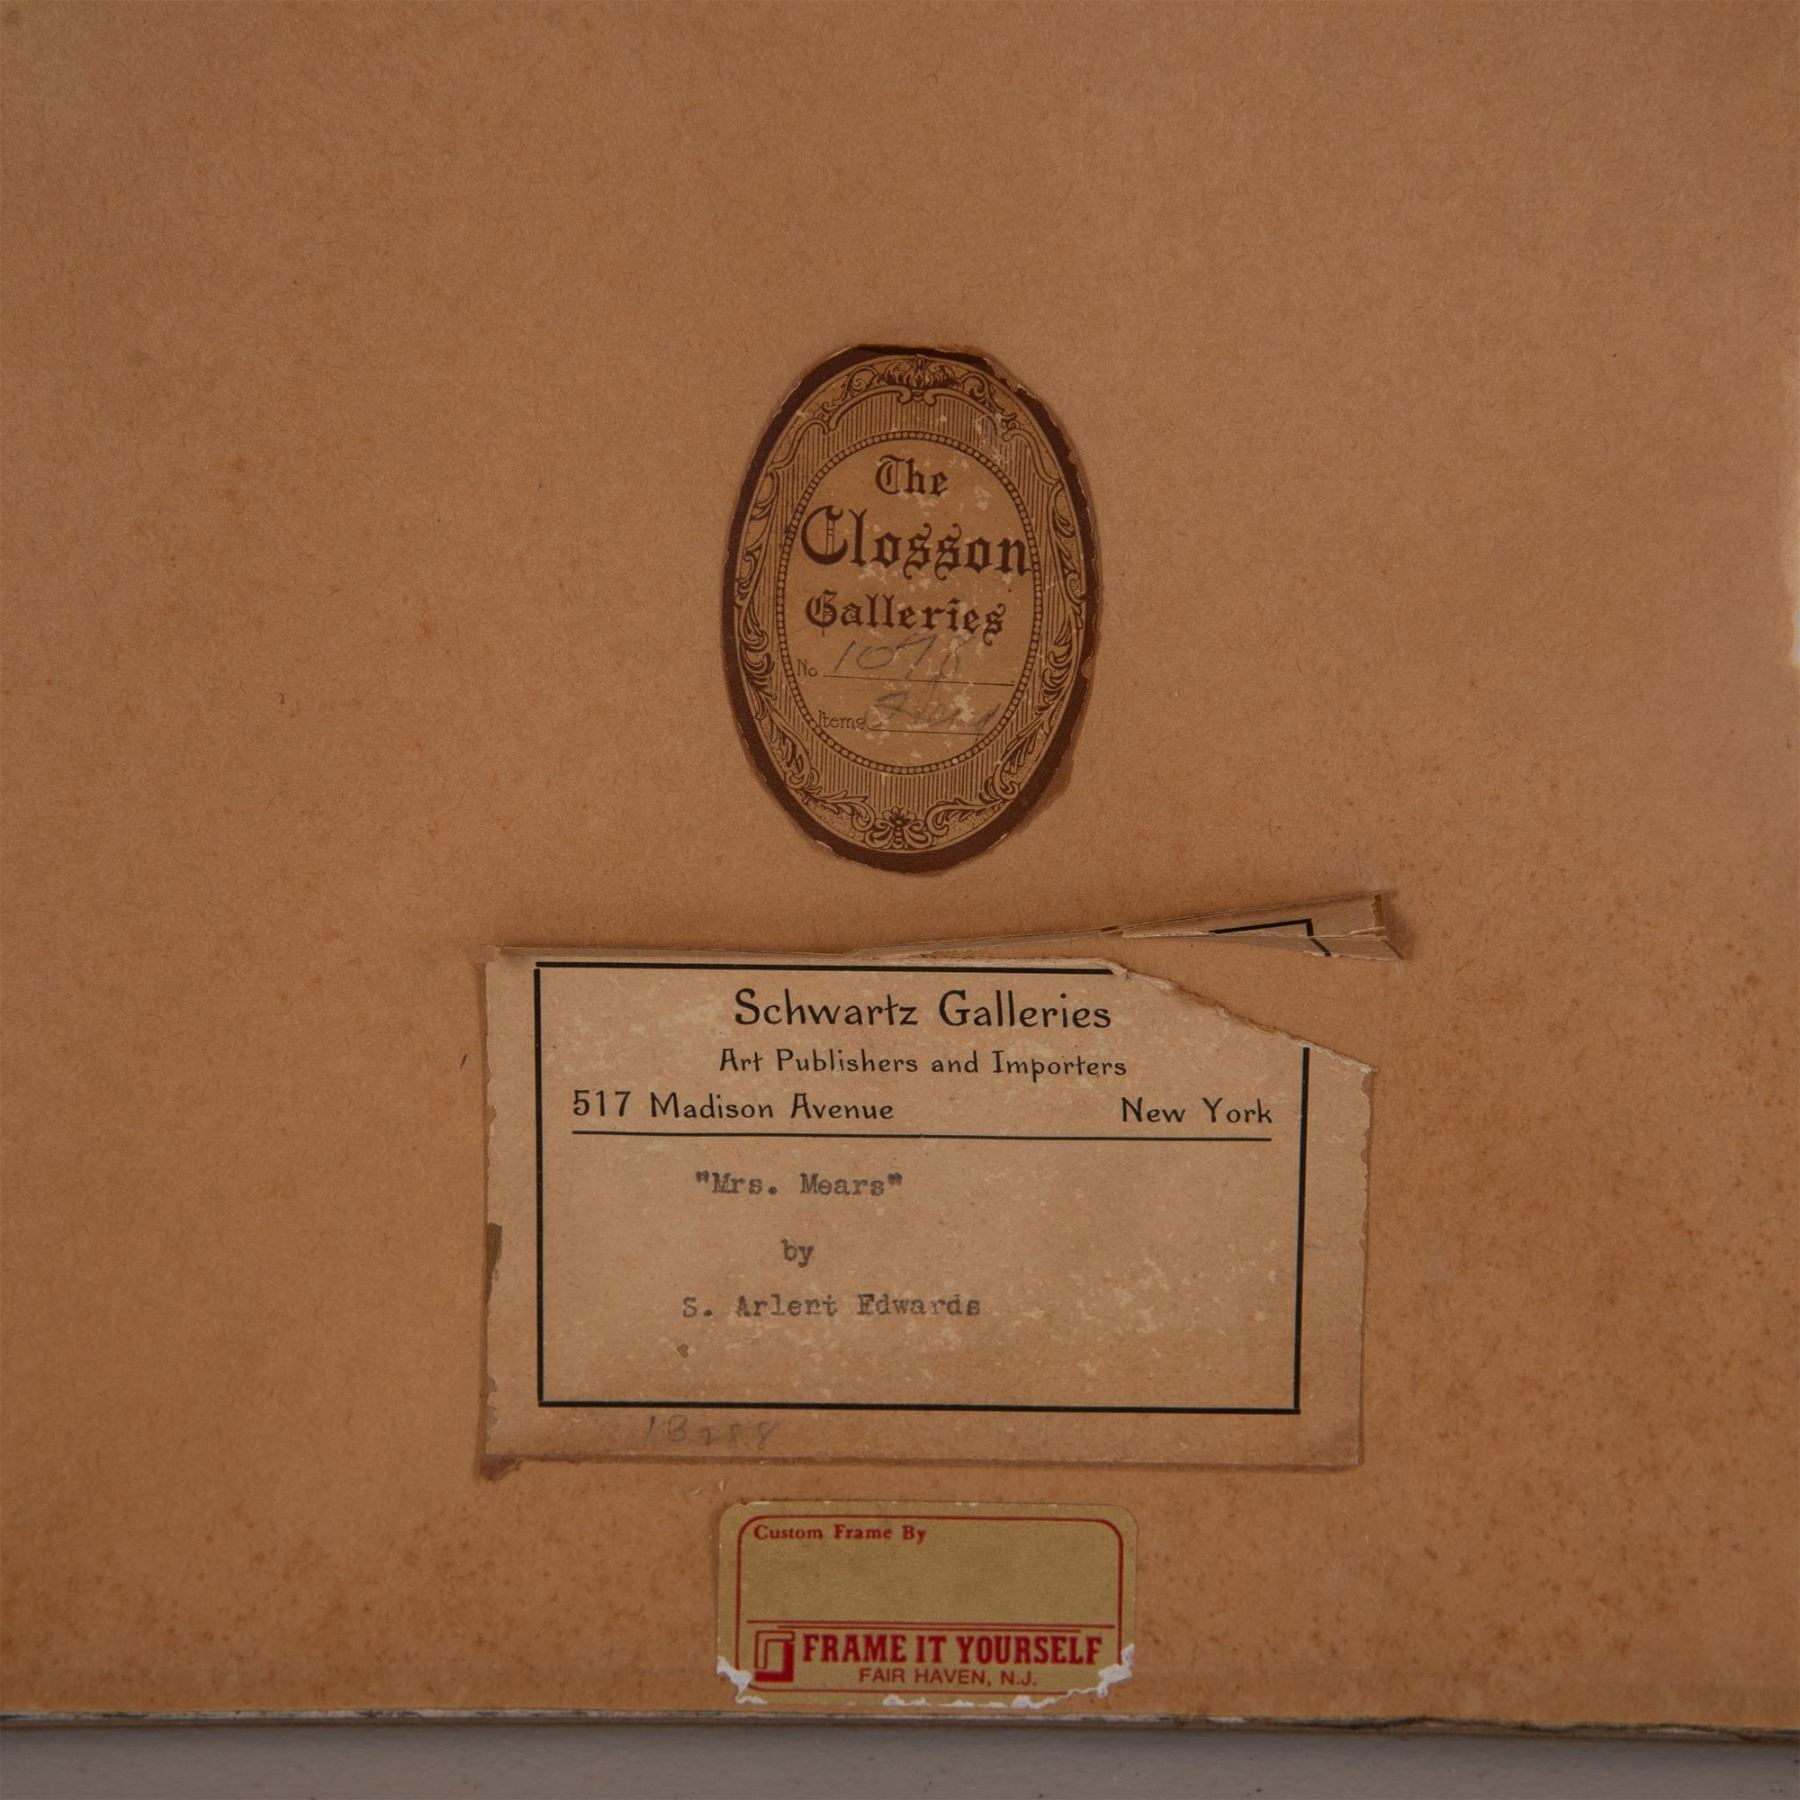 The
Closson
Galleries
No
Items
Schwartz Galleries
Art Publishers and Importers
517 Madison Avenue New York
"Mrs. Mears"
by
S. Arlent Edwards
13288
Custom Frame By
FRAME IT YOURSELF
FAIR HAVEN, N.J.